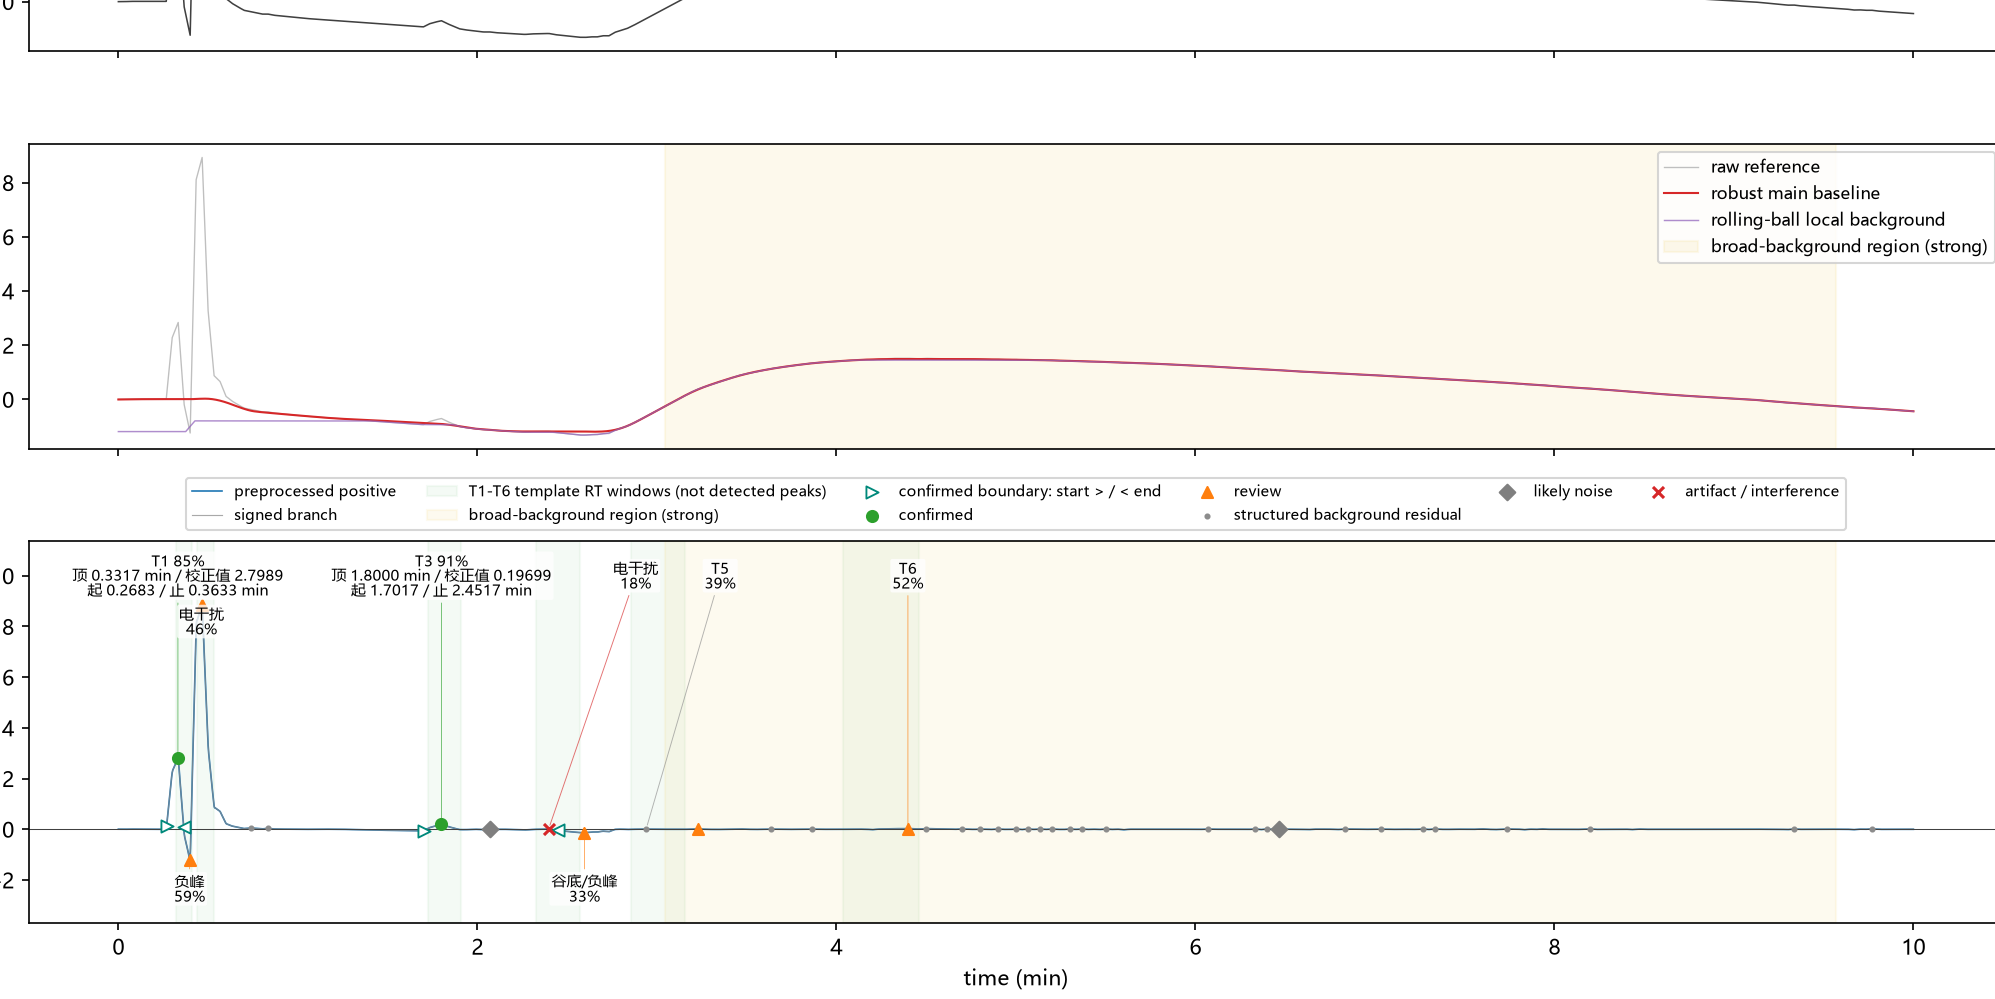 0
raw reference
robust main baseline
rolling-ball local background
broad-background region (strong)
8
6
4
2
0
preprocessed positive
signed branch
T1-T6 template RT windows (not detected peaks)
broad-background region (strong)
confirmed boundary: start > / < end
confirmed
review
structured background residual
likely noise
artifact / interference
T1 85%
顶 0.3317 min / 校正值 2.7989
起 0.2683 / 止 0.3633 min
电干扰
46%
T3 91%
顶 1.8000 min / 校正值 0.19699
起 1.7017 / 止 2.4517 min
电干扰
18%
T5
39%
T6
52%
0
8
6
4
2
0
2
负峰
59%
谷底/负峰
33%
0
2
4
6
8
10
time (min)